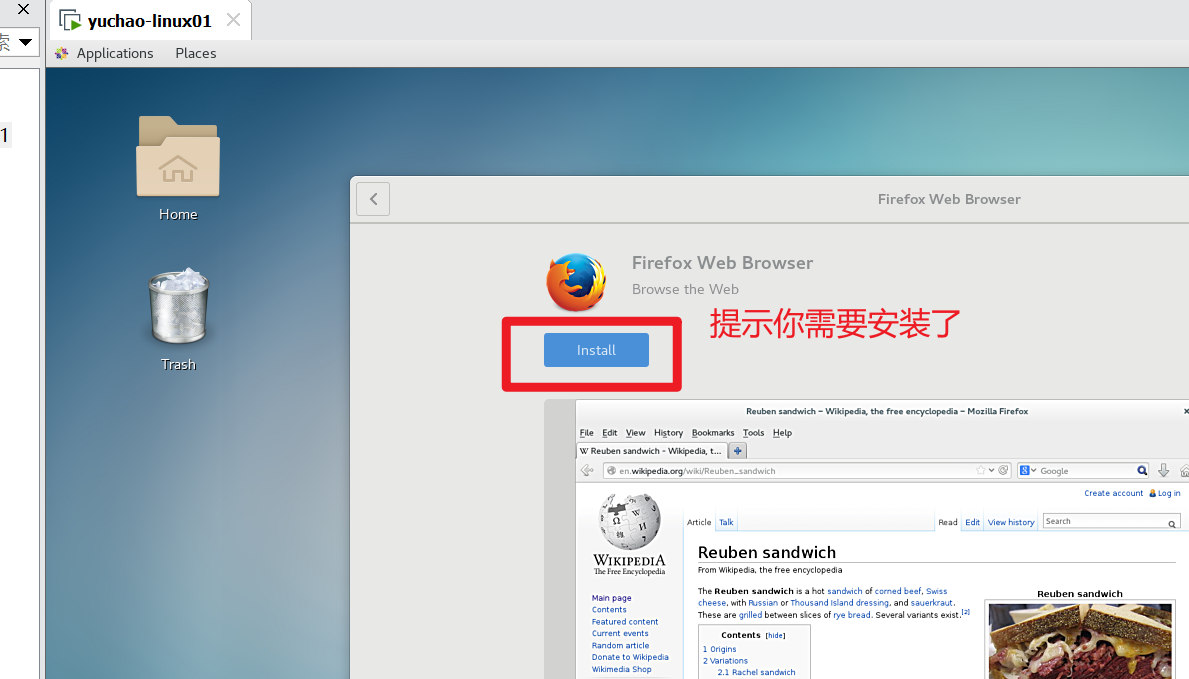 yuchao-linux01
索
Applications Places
1
Home
Trash
Firefox Web Browser
Firefox Web Browser
Browse the Web
提示你需要安装了
Install
Reuben sandwich – Wikipedia, the free encyclopedia – Mozilla Firefox
File Edit View History Bookmarks Tools Help
W Reuben sandwich - Wikipedia, t...
en.wikipedia.org/wiki/Reuben_sandwich
8 Google
Create account Log in
Article Talk Read Edit View history Search
Ω W И
WIKIPEDIA
The Free Encyclopedia
Main page
Contents
Featured content
Current events
Random article
Donate to Wikipedia
Wikimedia Shop
Reuben sandwich
From Wikipedia, the free encyclopedia
The Reuben sandwich is a hot sandwich of corned beef, Swiss
cheese, with Russian or Thousand Island dressing, and sauerkraut.
These are grilled between slices of rye bread. Several variants exist.[2]
Contents [hide]
1 Origins
2 Variations
2.1 Rachel sandwich
Reuben sandwich